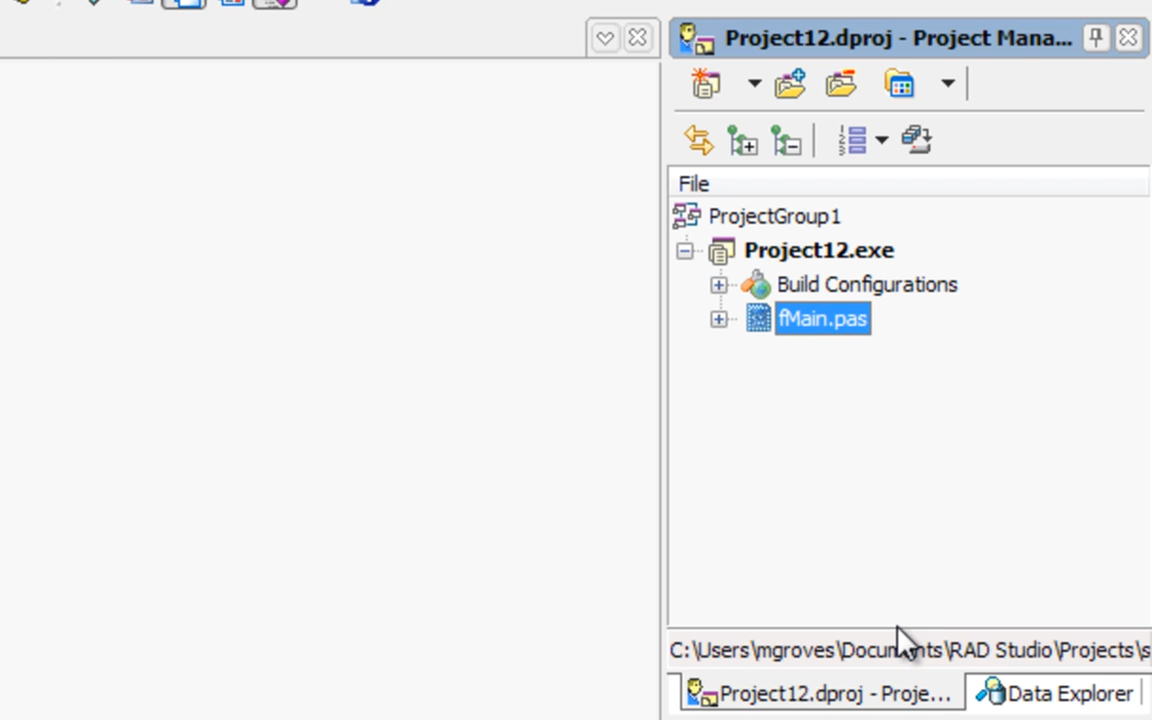 Project12.dproj - Project Mana...
File
ProjectGroup1
Project12.exe
Build Configurations
fMain.pas
C:\Users\mgroves\Documents\RAD Studio\Projects\s
Project12.dproj - Proje...
Data Explorer